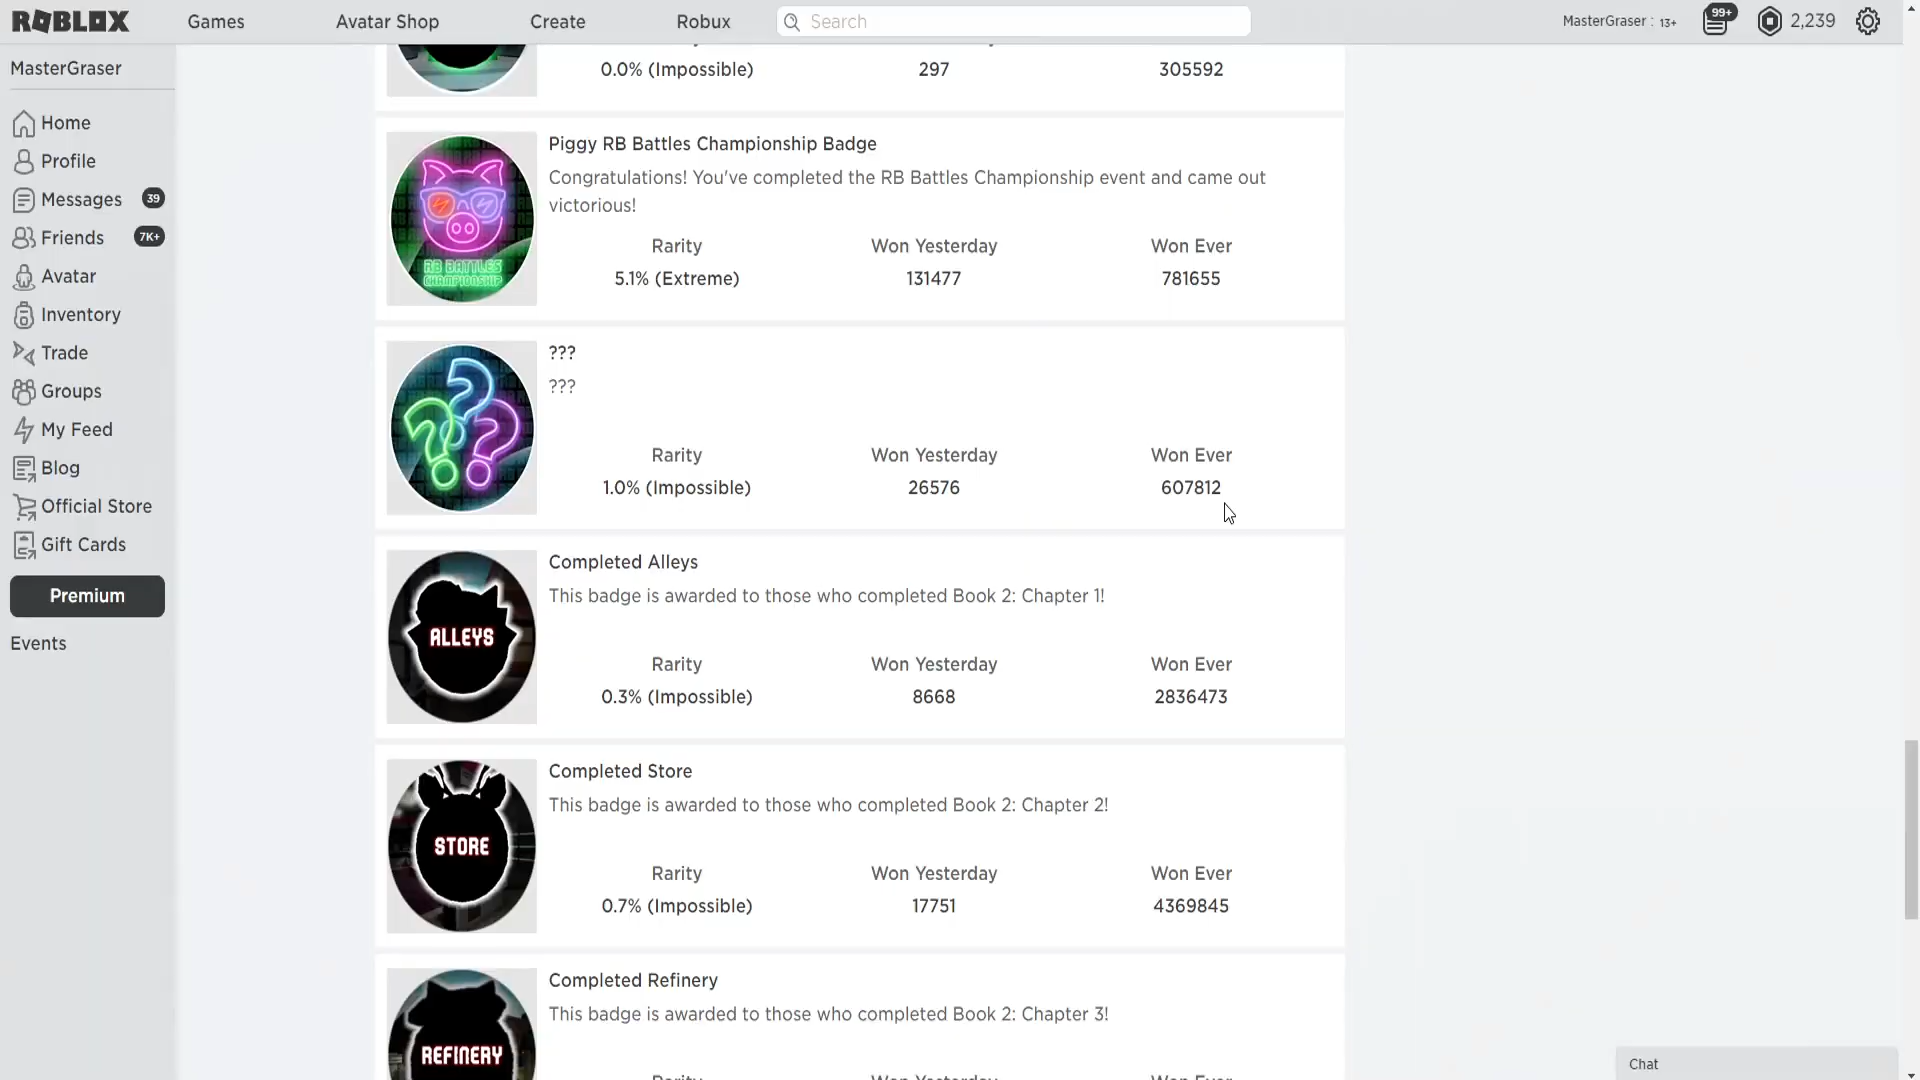 ROBLOX
Games
Avatar Shop
Create
Robux
Search
MasterGraser : 13+
99+
2,239
MasterGraser
Home
Profile
Messages 39
Friends 7K+
Avatar
Inventory
Trade
Groups
My Feed
Blog
Official Store
Gift Cards
Premium
Events
0.0% (Impossible) 297 305592
RB BATTLES
CHAMPIONSHIP
Piggy RB Battles Championship Badge
Congratulations! You've completed the RB Battles Championship event and came out
victorious!
Rarity Won Yesterday Won Ever
5.1% (Extreme) 131477 781655
???
???
???
Rarity Won Yesterday Won Ever
1.0% (Impossible) 26576 607812
ALLEYS
Completed Alleys
This badge is awarded to those who completed Book 2: Chapter 1!
Rarity Won Yesterday Won Ever
0.3% (Impossible) 8668 2836473
STORE
Completed Store
This badge is awarded to those who completed Book 2: Chapter 2!
Rarity Won Yesterday Won Ever
0.7% (Impossible) 17751 4369845
REFINERY
Completed Refinery
This badge is awarded to those who completed Book 2: Chapter 3!
Rarity Won Yesterday Won Ever
Chat